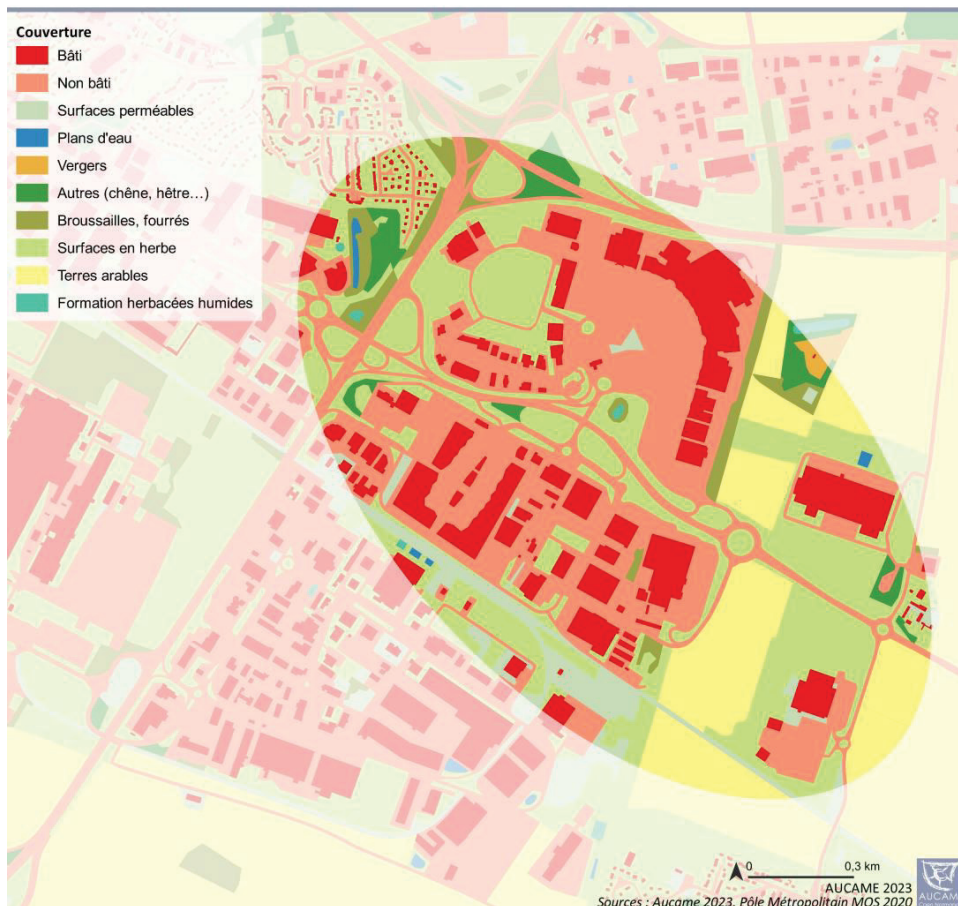 Couverture
Bâti
Non bâti
Surfaces perméables
Plans d'eau
Vergers
Autres (chêne, hêtre...)
Broussailles, fourrés
Surfaces en herbe
Terres arables
Formation herbacées humides
0 0,3 km
AUCAME 2023
Sources : Aucame 2023, Pôle Métropolitain MOS 2020
AUCAME